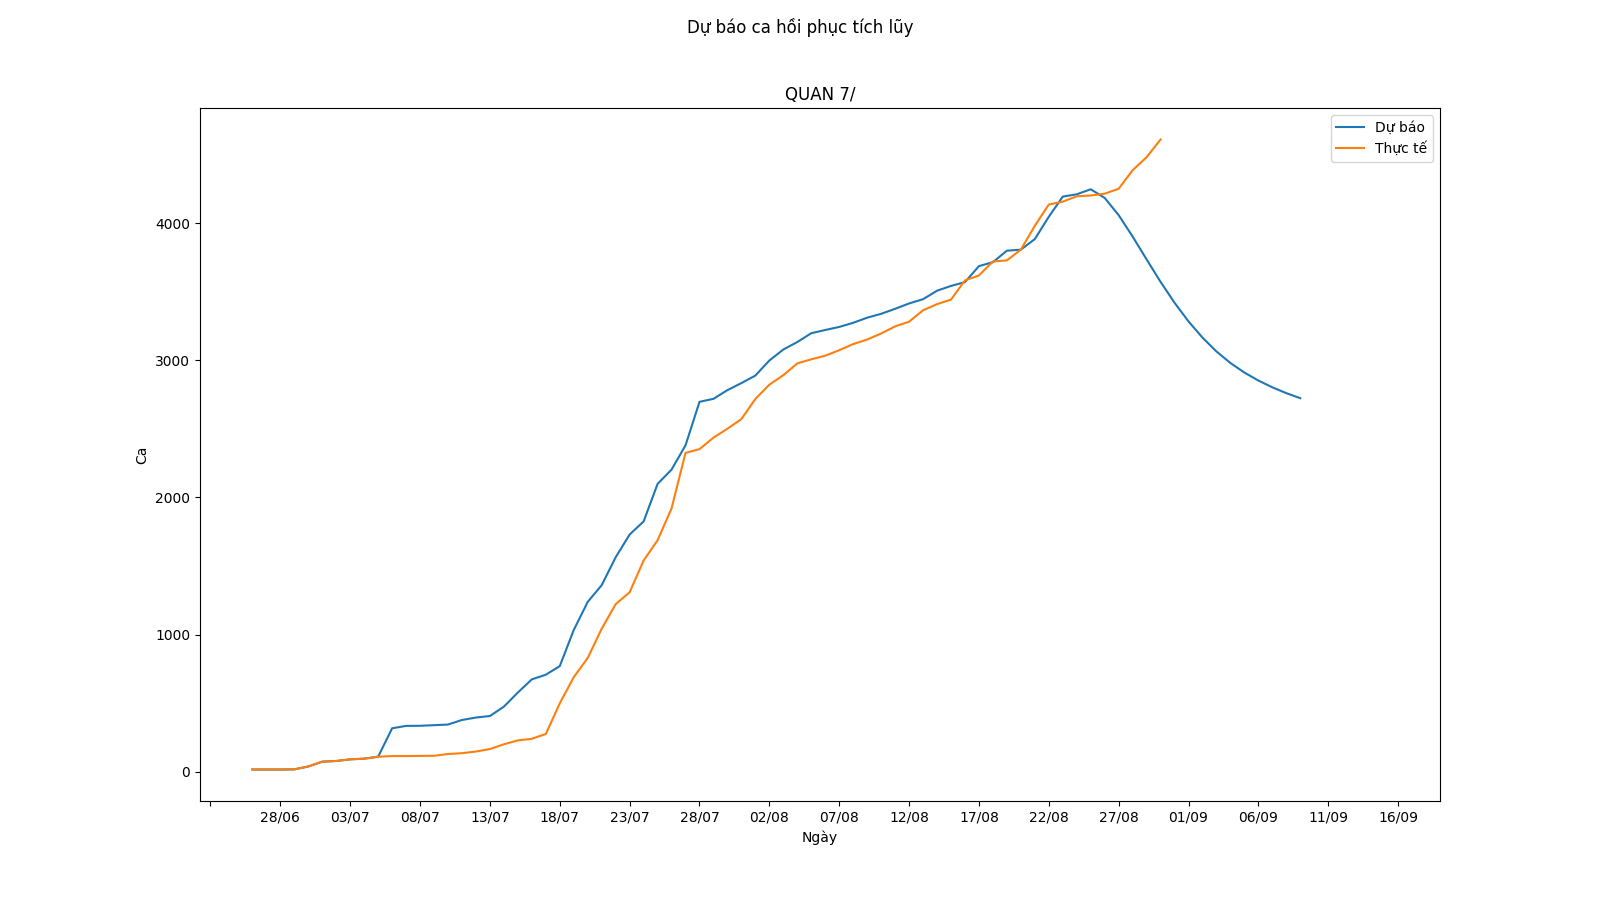 Dự báo ca hồi phục tích lũy
QUAN 7/
Dự báo
Thực tế
4000
3000
2000
1000
0
Ca
28/06 03/07 08/07 13/07 18/07 23/07 28/07 02/08 07/08 12/08 17/08 22/08 27/08 01/09 06/09 11/09 16/09
Ngày